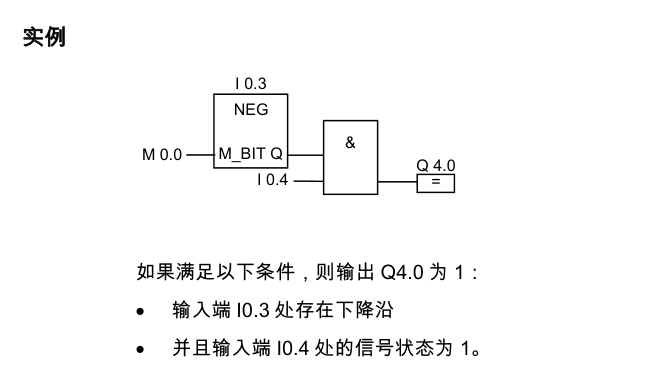 实例
I 0.3
NEG
M 0.0
M_BIT Q
&
I 0.4
Q 4.0
=
如果满足以下条件，则输出 Q4.0 为 1：
• 输入端 I0.3 处存在下降沿
• 并且输入端 I0.4 处的信号状态为 1。